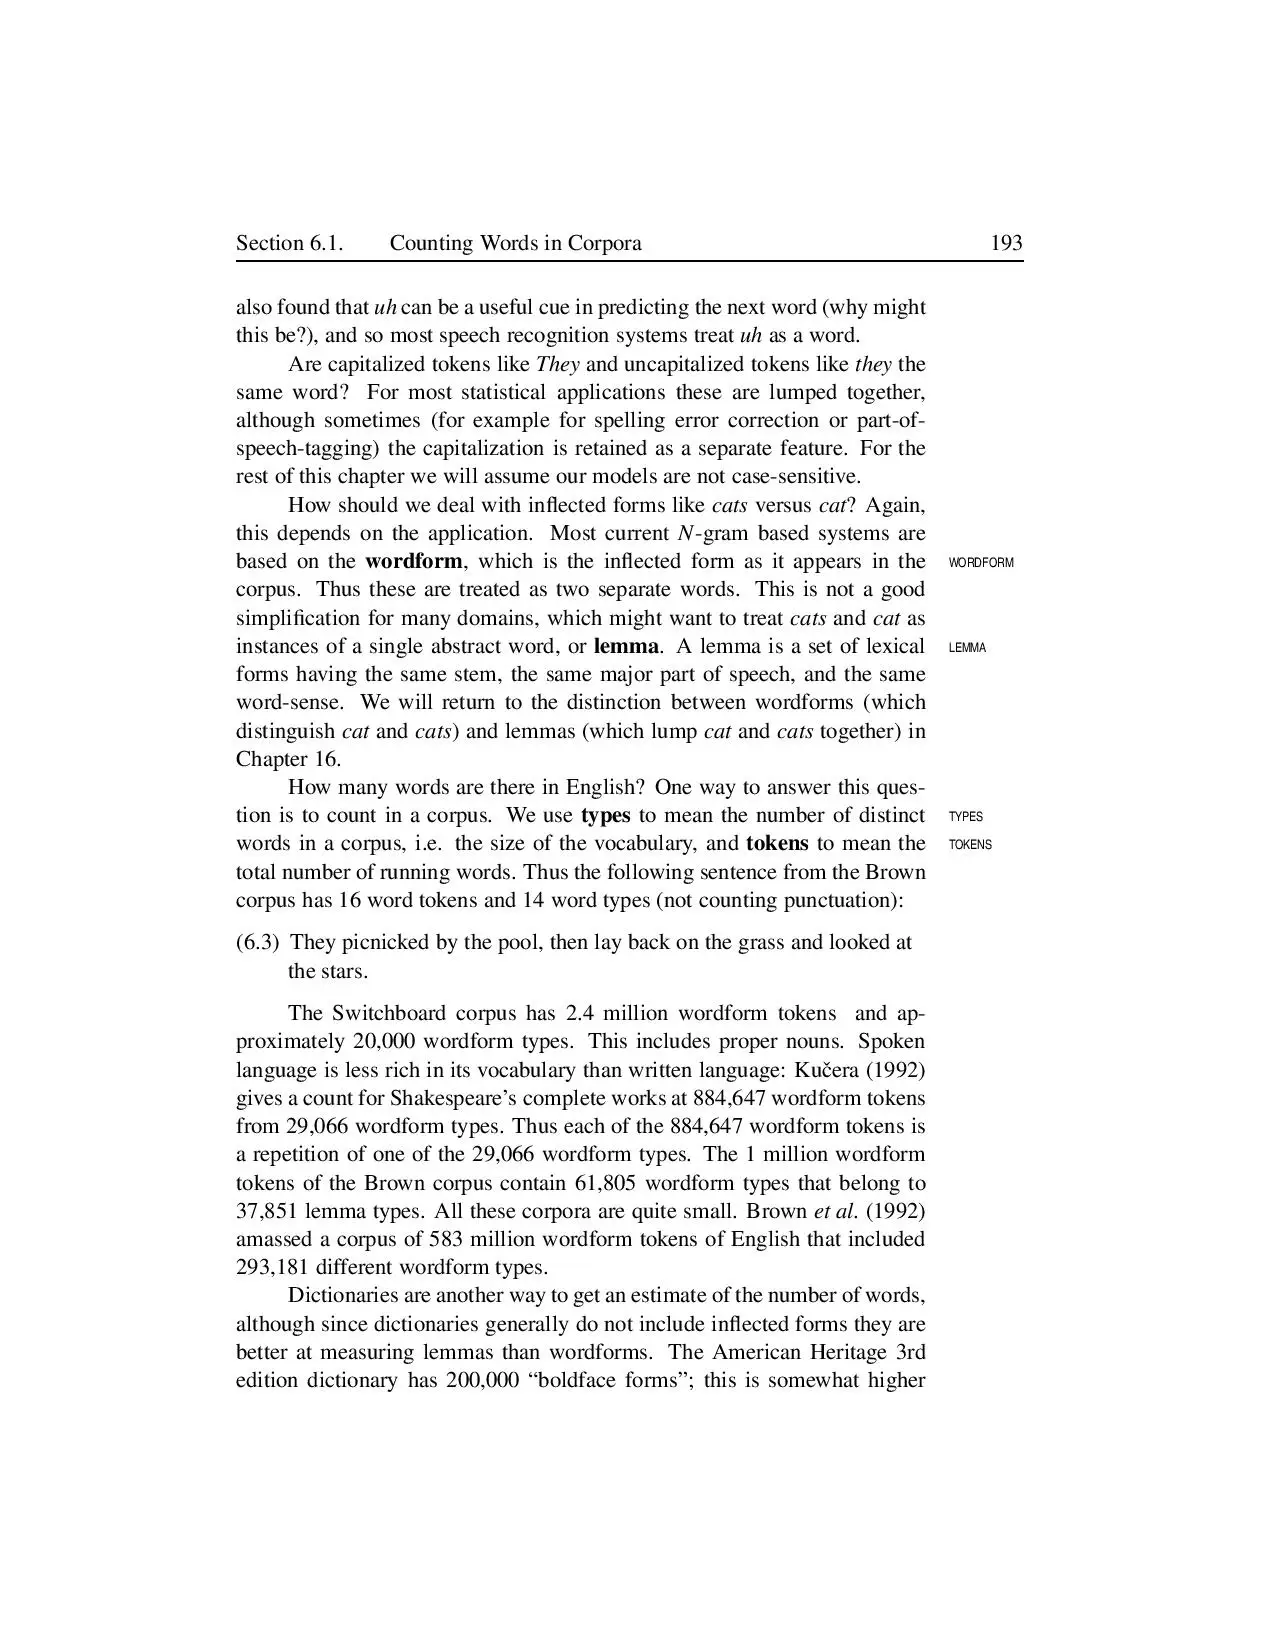 Section 6.1. Counting Words in Corpora 193
also found that uh can be a useful cue in predicting the next word (why might
this be?), and so most speech recognition systems treat uh as a word.
Are capitalized tokens like They and uncapitalized tokens like they the
same word? For most statistical applications these are lumped together,
although sometimes (for example for spelling error correction or part-of-
speech-tagging) the capitalization is retained as a separate feature. For the
rest of this chapter we will assume our models are not case-sensitive.
How should we deal with inflected forms like cats versus cat? Again,
this depends on the application. Most current N-gram based systems are
based on the wordform, which is the inflected form as it appears in the WORDFORM
corpus. Thus these are treated as two separate words. This is not a good
simplification for many domains, which might want to treat cats and cat as
instances of a single abstract word, or lemma. A lemma is a set of lexical LEMMA
forms having the same stem, the same major part of speech, and the same
word-sense. We will return to the distinction between wordforms (which
distinguish cat and cats) and lemmas (which lump cat and cats together) in
Chapter 16.
How many words are there in English? One way to answer this ques-
tion is to count in a corpus. We use types to mean the number of distinct TYPES
words in a corpus, i.e. the size of the vocabulary, and tokens to mean the TOKENS
total number of running words. Thus the following sentence from the Brown
corpus has 16 word tokens and 14 word types (not counting punctuation):
(6.3) They picnicked by the pool, then lay back on the grass and looked at
the stars.
The Switchboard corpus has 2.4 million wordform tokens and ap-
proximately 20,000 wordform types. This includes proper nouns. Spoken
language is less rich in its vocabulary than written language: Kučera (1992)
gives a count for Shakespeare's complete works at 884,647 wordform tokens
from 29,066 wordform types. Thus each of the 884,647 wordform tokens is
a repetition of one of the 29,066 wordform types. The 1 million wordform
tokens of the Brown corpus contain 61,805 wordform types that belong to
37,851 lemma types. All these corpora are quite small. Brown et al. (1992)
amassed a corpus of 583 million wordform tokens of English that included
293,181 different wordform types.
Dictionaries are another way to get an estimate of the number of words,
although since dictionaries generally do not include inflected forms they are
better at measuring lemmas than wordforms. The American Heritage 3rd
edition dictionary has 200,000 “boldface forms”; this is somewhat higher